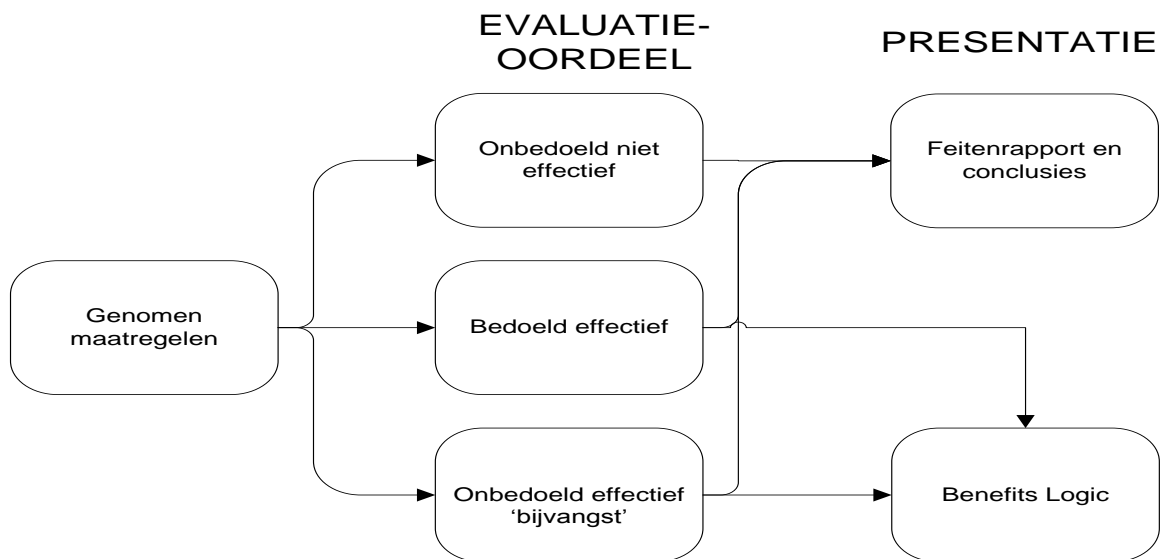 EVALUATIE-
OORDEEL
PRESENTATIE
Onbedoeld niet
effectief
Feitenrapport en
conclusies
Genomen
maatregelen
Bedoeld effectief
Onbedoeld effectief
‘bijvangst’
Benefits Logic